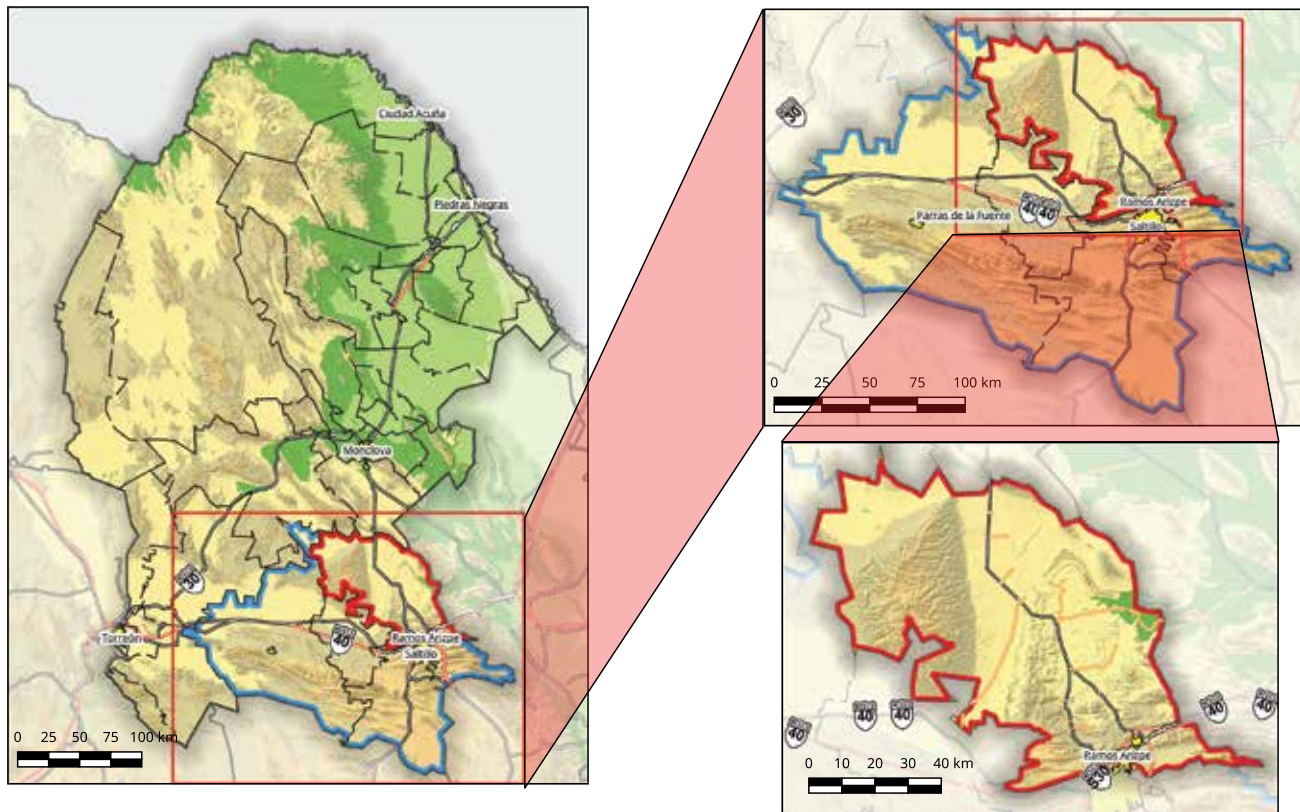 Ciudad Acuña
Piedras Negras
Monclova
30
Torreón
40
Ramos Arizpe
Saltillo
0 25 50 75 100 km
30
Parras de la Fuente
40 40
Ramos Arizpe
Saltillo
0 25 50 75 100 km
40
40
40
40
40
Ramos Arizpe
0 10 20 30 40 km